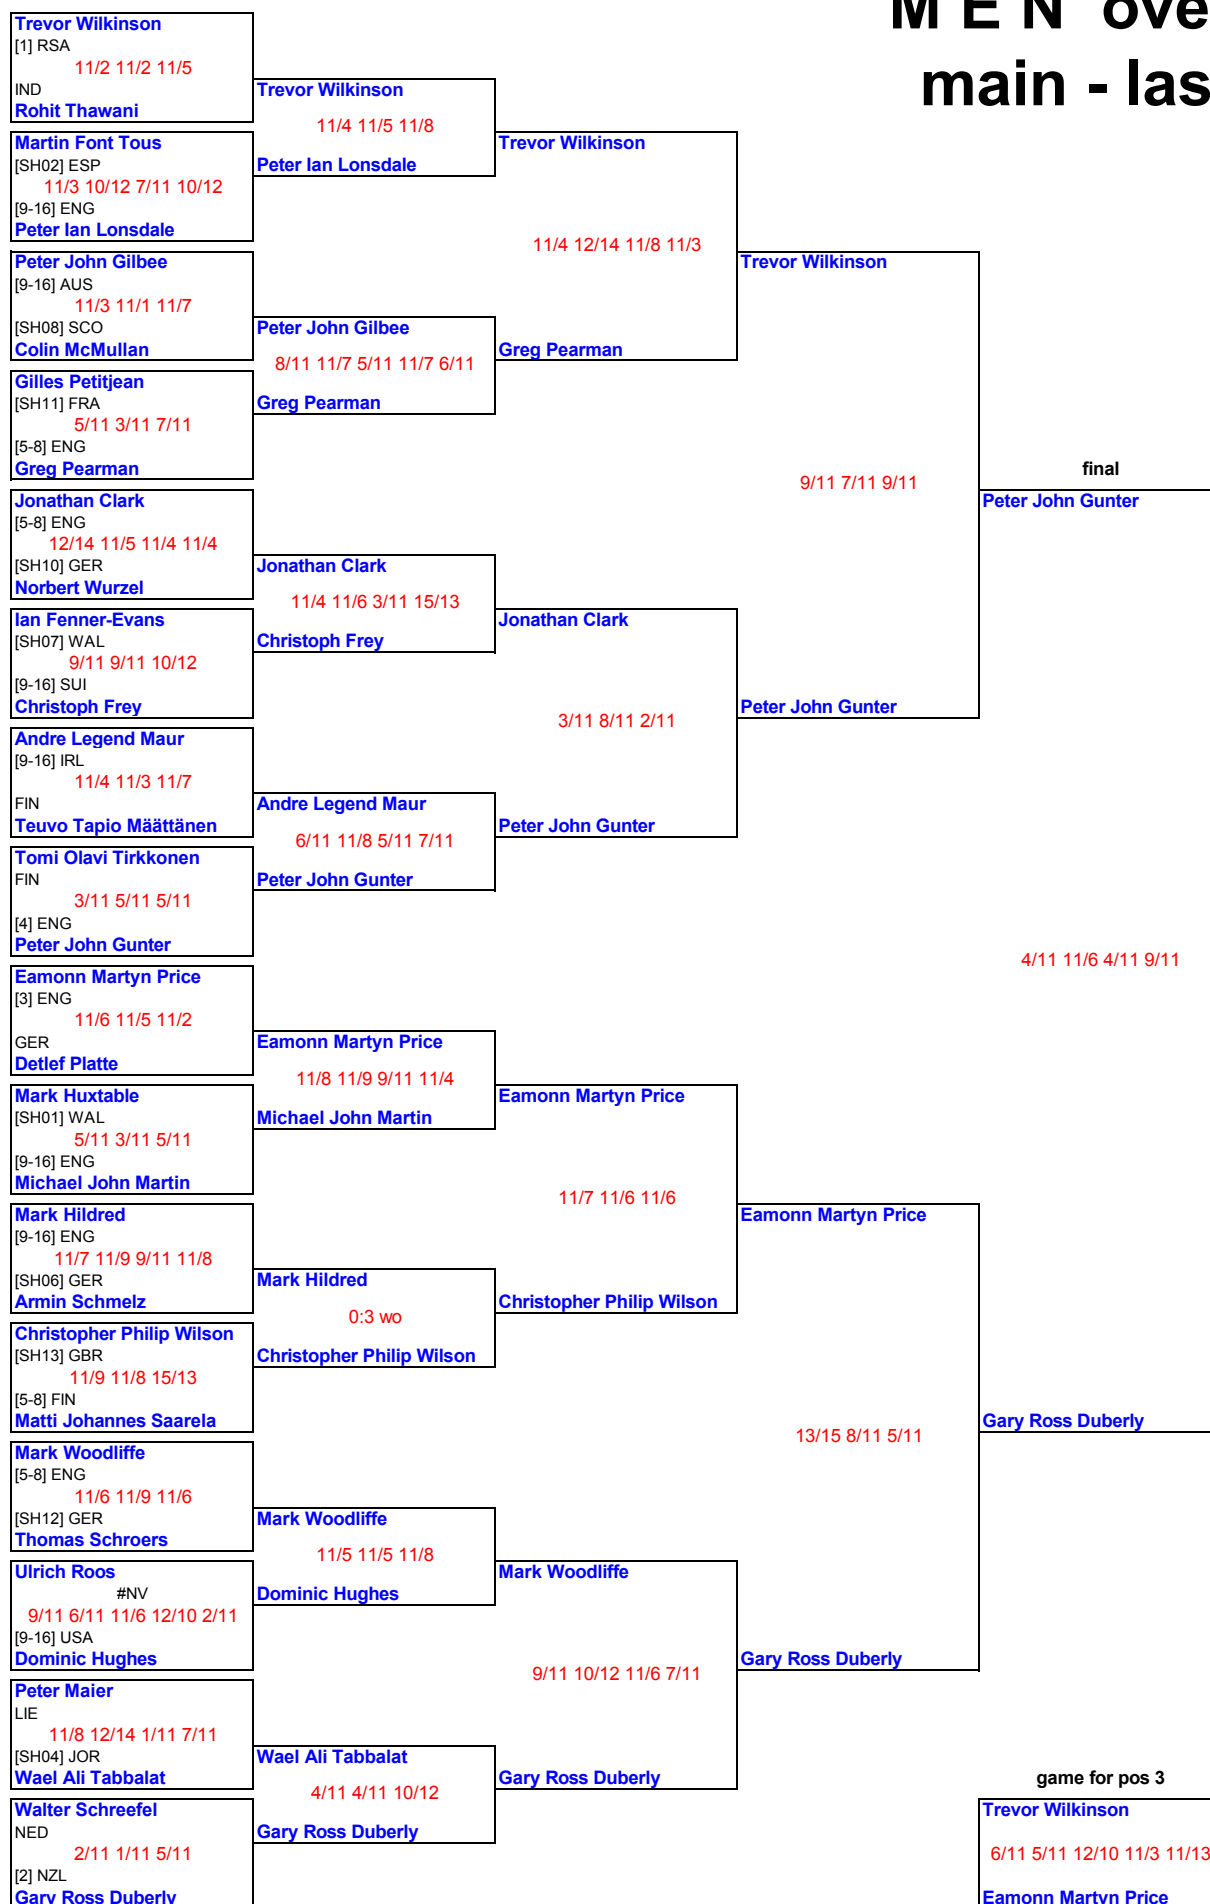 M E N ove
main - las
Trevor Wilkinson
[1] RSA
11/2 11/2 11/5
IND
Rohit Thawani
Martin Font Tous
[SH02] ESP
11/3 10/12 7/11 10/12
[9-16] ENG
Peter Ian Lonsdale
Peter John Gilbee
[9-16] AUS
11/3 11/1 11/7
[SH08] SCO
Colin McMullan
Gilles Petitjean
[SH11] FRA
5/11 3/11 7/11
[5-8] ENG
Greg Pearman
Jonathan Clark
[5-8] ENG
12/14 11/5 11/4 11/4
[SH10] GER
Norbert Wurzel
Ian Fenner-Evans
[SH07] WAL
9/11 9/11 10/12
[9-16] SUI
Christoph Frey
Andre Legend Maur
[9-16] IRL
11/4 11/3 11/7
FIN
Teuvo Tapio Määttänen
Tomi Olavi Tirkkonen
FIN
3/11 5/11 5/11
[4] ENG
Peter John Gunter
Eamonn Martyn Price
[3] ENG
11/6 11/5 11/2
GER
Detlef Platte
Mark Huxtable
[SH01] WAL
5/11 3/11 5/11
[9-16] ENG
Michael John Martin
Mark Hildred
[9-16] ENG
11/7 11/9 9/11 11/8
[SH06] GER
Armin Schmelz
Christopher Philip Wilson
[SH13] GBR
11/9 11/8 15/13
[5-8] FIN
Matti Johannes Saarela
Mark Woodliffe
[5-8] ENG
11/6 11/9 11/6
[SH12] GER
Thomas Schroers
Ulrich Roos
#NV
9/11 6/11 11/6 12/10 2/11
[9-16] USA
Dominic Hughes
Peter Maier
LIE
11/8 12/14 1/11 7/11
[SH04] JOR
Wael Ali Tabbalat
Walter Schreefel
NED
2/11 1/11 5/11
[2] NZL
Gary Ross Duberly
Trevor Wilkinson
11/4 11/5 11/8
Peter Ian Lonsdale
Peter John Gilbee
8/11 11/7 5/11 11/7 6/11
Greg Pearman
Jonathan Clark
11/4 11/6 3/11 15/13
Christoph Frey
Andre Legend Maur
6/11 11/8 5/11 7/11
Peter John Gunter
Eamonn Martyn Price
11/8 11/9 9/11 11/4
Michael John Martin
Mark Hildred
0:3 wo
Christopher Philip Wilson
Mark Woodliffe
11/5 11/5 11/8
Dominic Hughes
Wael Ali Tabbalat
4/11 4/11 10/12
Gary Ross Duberly
Trevor Wilkinson
11/4 12/14 11/8 11/3
Greg Pearman
Jonathan Clark
3/11 8/11 2/11
Peter John Gunter
Eamonn Martyn Price
11/7 11/6 11/6
Christopher Philip Wilson
Mark Woodliffe
9/11 10/12 11/6 7/11
Gary Ross Duberly
Trevor Wilkinson
9/11 7/11 9/11
Peter John Gunter
Eamonn Martyn Price
13/15 8/11 5/11
Gary Ross Duberly
final
Peter John Gunter
4/11 11/6 4/11 9/11
Gary Ross Duberly
game for pos 3
Trevor Wilkinson
6/11 5/11 12/10 11/3 11/13
Eamonn Martyn Price